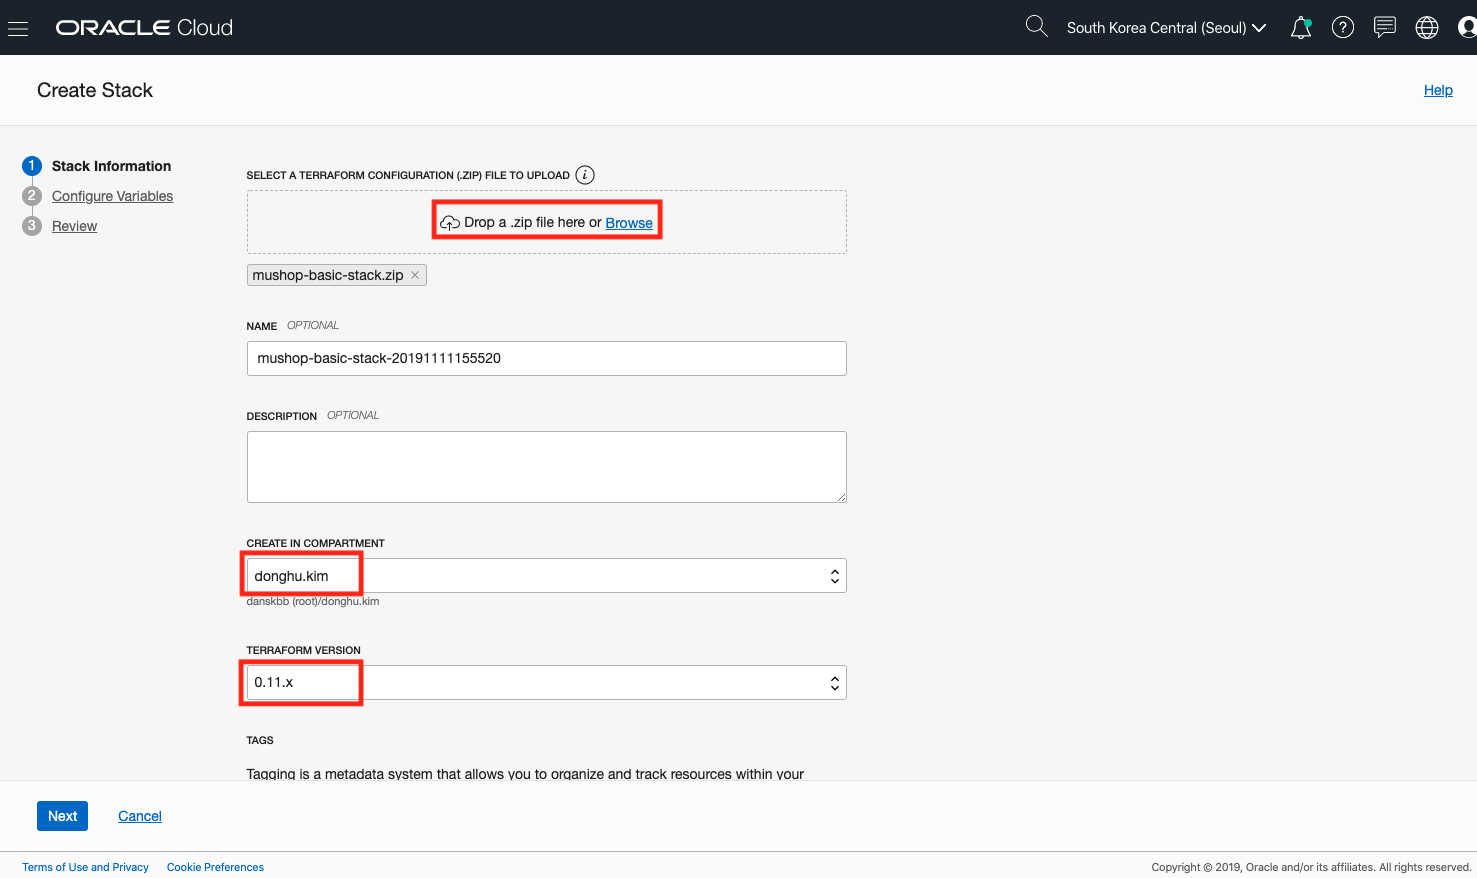 ORACLE Cloud
South Korea Central (Seoul)
Create Stack
Help
1 Stack Information
2 Configure Variables
3 Review
SELECT A TERRAFORM CONFIGURATION (.ZIP) FILE TO UPLOAD i
Drop a .zip file here or Browse
mushop-basic-stack.zip ×
NAME OPTIONAL
mushop-basic-stack-20191111155520
DESCRIPTION OPTIONAL
CREATE IN COMPARTMENT
donghu.kim
danskbb (root)/donghu.kim
TERRAFORM VERSION
0.11.x
TAGS
Tagging is a metadata system that allows you to organize and track resources within your
Next
Cancel
Terms of Use and Privacy
Cookie Preferences
Copyright © 2019, Oracle and/or its affiliates. All rights reserved.